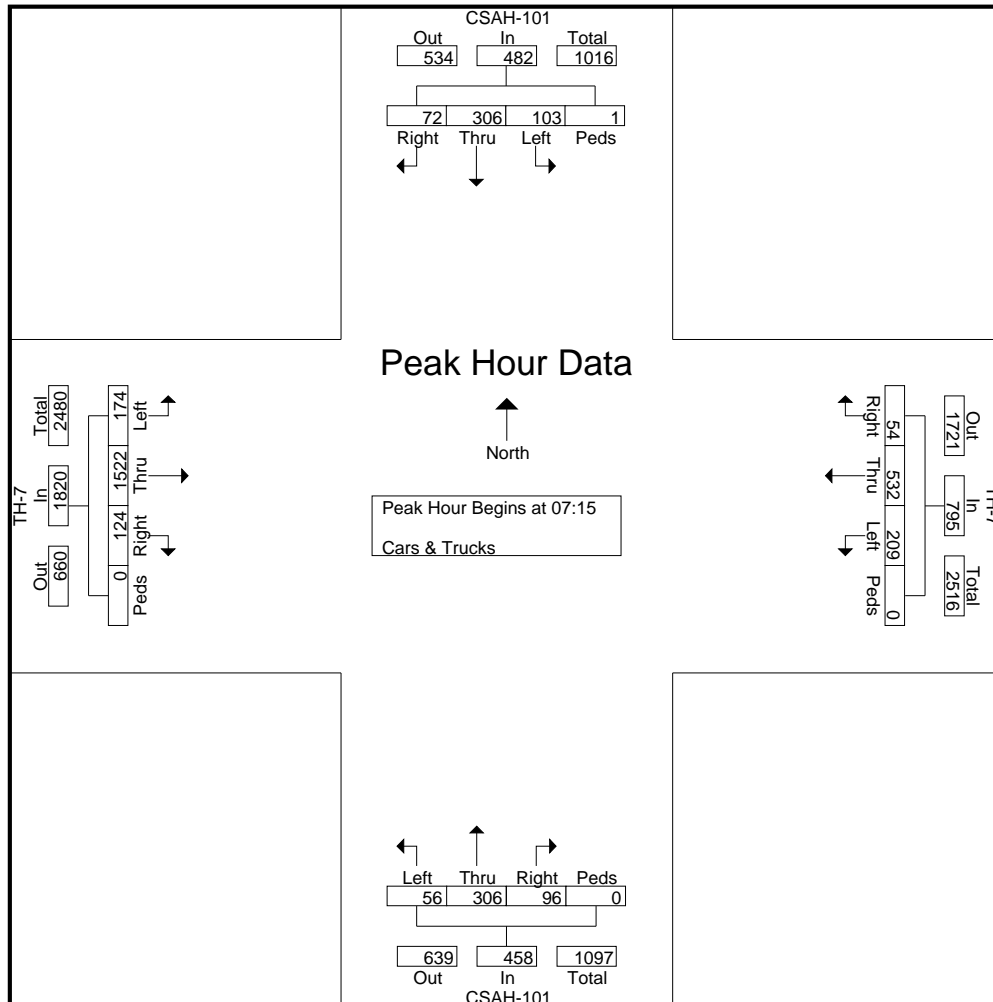 CSAH-101
Out In Total
534 482 1016
72 306 103 1
Right Thru Left Peds
Peak Hour Data
North
Peak Hour Begins at 07:15
Cars & Trucks
TH-7
Total In Out
2480 1820 660
174 1522 124 0
Left Thru Right Peds
TH-7
Out In Total
1721 795 2516
54 532 209 0
Right Thru Left Peds
Left Thru Right Peds
56 306 96 0
639 458 1097
Out In Total
CSAH-101